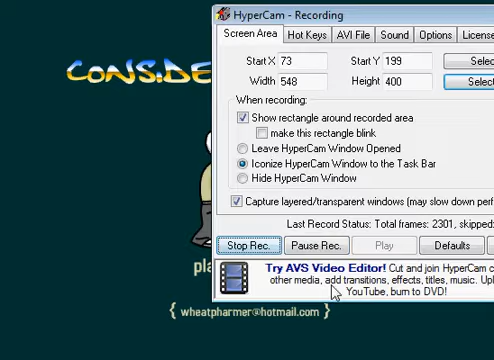 HyperCam - Recording
Screen Area Hot Keys AVI File Sound Options License
CONS.DE
Start X 73 Start Y 199
Width 548 Height 400
When recording:
Show rectangle around recorded area
make this rectangle blink
Leave HyperCam Window Opened
Iconize HyperCam Window to the Task Bar
Hide HyperCam Window
Capture layered/transparent windows (may slow down
Last Record Status: Total frames: 2301, skipped:
Stop Rec. Pause Rec. Play Defaults
Try AVS Video Editor! Cut and join HyperCam
other media, add transitions, effects, titles, music.
YouTube, burn to DVD!
{ wheatpharmer@hotmail.com }